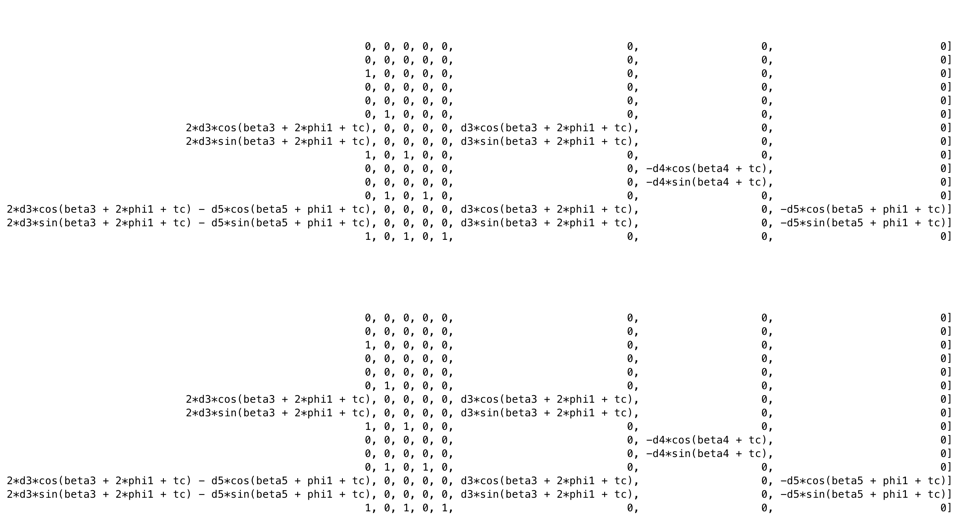 0, 0, 0, 0, 0, 0, 0, 0]
0, 0, 0, 0, 0, 0, 0, 0]
1, 0, 0, 0, 0, 0, 0, 0]
0, 0, 0, 0, 0, 0, 0, 0]
0, 0, 0, 0, 0, 0, 0, 0]
0, 1, 0, 0, 0, 0, 0, 0]
2*d3*cos(beta3 + 2*phi1 + tc), 0, 0, 0, 0, d3*cos(beta3 + 2*phi1 + tc), 0, 0]
2*d3*sin(beta3 + 2*phi1 + tc), 0, 0, 0, 0, d3*sin(beta3 + 2*phi1 + tc), 0, 0]
1, 0, 1, 0, 0, 0, 0, 0]
0, 0, 0, 0, 0, 0, -d4*cos(beta4 + tc), 0]
0, 0, 0, 0, 0, 0, -d4*sin(beta4 + tc), 0]
0, 1, 0, 1, 0, 0, 0, 0]
2*d3*cos(beta3 + 2*phi1 + tc) - d5*cos(beta5 + phi1 + tc), 0, 0, 0, 0, d3*cos(beta3 + 2*phi1 + tc), 0, -d5*cos(beta5 + phi1 + tc)]
2*d3*sin(beta3 + 2*phi1 + tc) - d5*sin(beta5 + phi1 + tc), 0, 0, 0, 0, d3*sin(beta3 + 2*phi1 + tc), 0, -d5*sin(beta5 + phi1 + tc)]
1, 0, 1, 0, 1, 0, 0, 0]
0, 0, 0, 0, 0, 0, 0, 0]
0, 0, 0, 0, 0, 0, 0, 0]
1, 0, 0, 0, 0, 0, 0, 0]
0, 0, 0, 0, 0, 0, 0, 0]
0, 0, 0, 0, 0, 0, 0, 0]
0, 1, 0, 0, 0, 0, 0, 0]
2*d3*cos(beta3 + 2*phi1 + tc), 0, 0, 0, 0, d3*cos(beta3 + 2*phi1 + tc), 0, 0]
2*d3*sin(beta3 + 2*phi1 + tc), 0, 0, 0, 0, d3*sin(beta3 + 2*phi1 + tc), 0, 0]
1, 0, 1, 0, 0, 0, 0, 0]
0, 0, 0, 0, 0, 0, -d4*cos(beta4 + tc), 0]
0, 0, 0, 0, 0, 0, -d4*sin(beta4 + tc), 0]
0, 1, 0, 1, 0, 0, 0, 0]
2*d3*cos(beta3 + 2*phi1 + tc) - d5*cos(beta5 + phi1 + tc), 0, 0, 0, 0, d3*cos(beta3 + 2*phi1 + tc), 0, -d5*cos(beta5 + phi1 + tc)]
2*d3*sin(beta3 + 2*phi1 + tc) - d5*sin(beta5 + phi1 + tc), 0, 0, 0, 0, d3*sin(beta3 + 2*phi1 + tc), 0, -d5*sin(beta5 + phi1 + tc)]
1, 0, 1, 0, 1, 0, 0, 0]